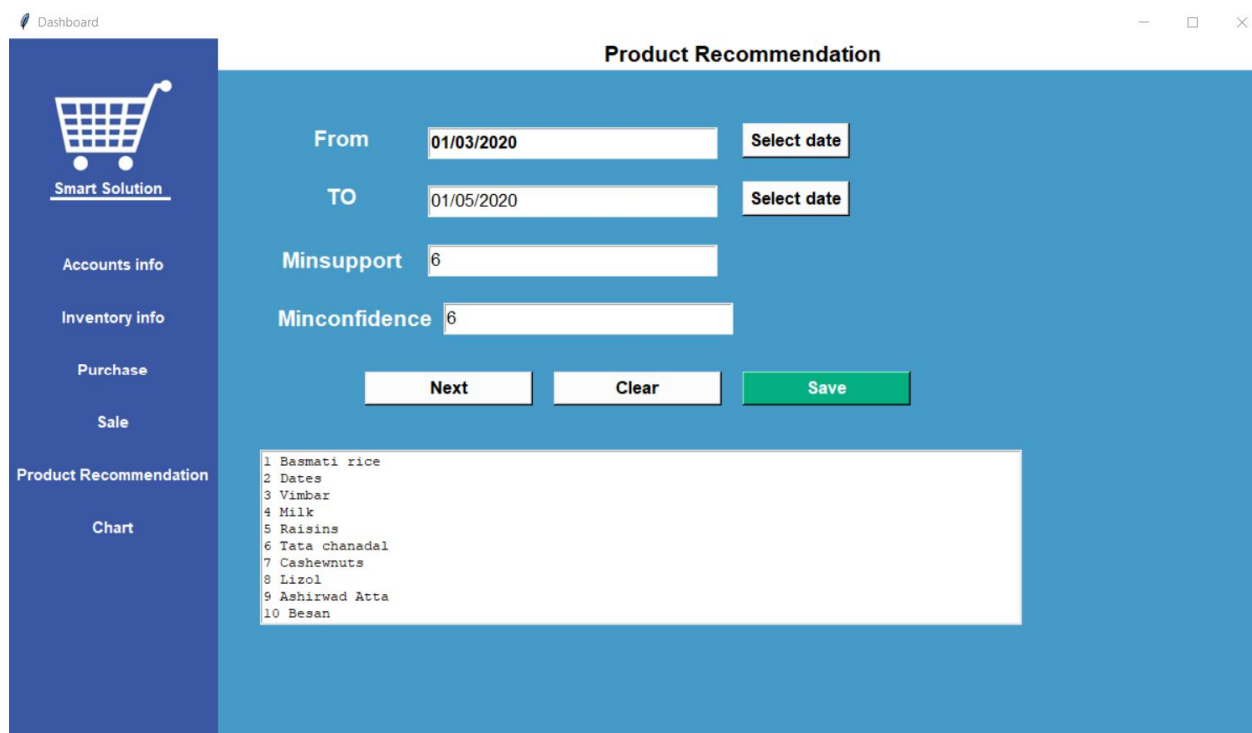 Dashboard
Product Recommendation
Smart Solution
Accounts info
Inventory info
Purchase
Sale
Product Recommendation
Chart
From 01/03/2020 Select date
TO 01/05/2020 Select date
Minsupport 6
Minconfidence 6
Next Clear Save
1 Basmati rice
2 Dates
3 Vimbar
4 Milk
5 Raisins
6 Tata chanadal
7 Cashewnuts
8 Lizol
9 Ashirwad Atta
10 Besan